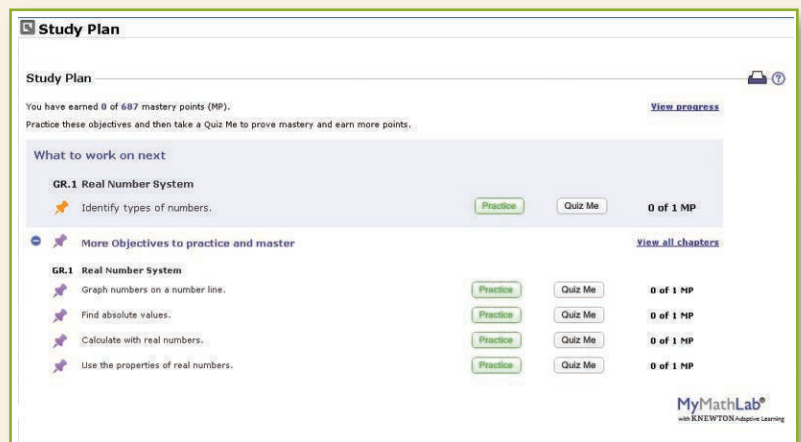 Study Plan
Study Plan
You have earned 0 of 687 mastery points (MP).
View progress
Practice these objectives and then take a Quiz Me to prove mastery and earn more points.
What to work on next
GR.1 Real Number System
Identify types of numbers. Practice Quiz Me 0 of 1 MP
More Objectives to practice and master View all chapters
GR.1 Real Number System
Graph numbers on a number line. Practice Quiz Me 0 of 1 MP
Find absolute values. Practice Quiz Me 0 of 1 MP
Calculate with real numbers. Practice Quiz Me 0 of 1 MP
Use the properties of real numbers. Practice Quiz Me 0 of 1 MP
MyMathLab®
with KNEWTON Adaptive Learning